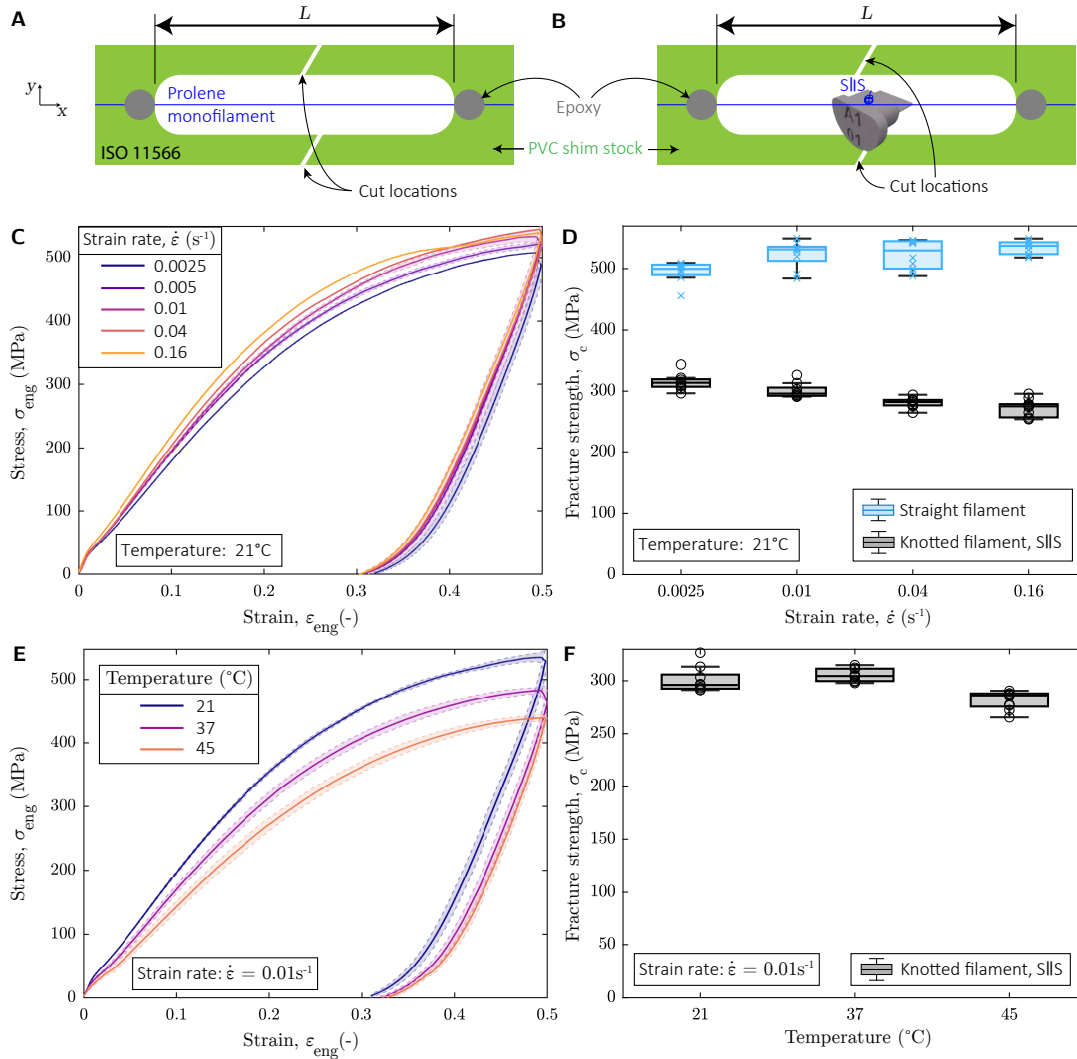 A
L
B
L
y
x
Prolene
monofilament
ISO 11566
Epoxy
PVC shim stock
Cut locations
S||S
A1
01
Cut locations
C
Strain rate, ε̇ (s⁻¹)
0.0025
0.005
0.01
0.04
0.16
Temperature: 21°C
Stress, σ_eng (MPa)
500
400
300
200
100
0
0
0.1
0.2
0.3
0.4
0.5
Strain, ε_eng(-)
D
Fracture strength, σ_c (MPa)
500
400
300
200
100
0
Straight filament
Knotted filament, S||S
Temperature: 21°C
0.0025
0.01
0.04
0.16
Strain rate, ε̇ (s⁻¹)
E
Temperature (°C)
21
37
45
Strain rate: ε̇ = 0.01s⁻¹
Stress, σ_eng (MPa)
500
400
300
200
100
0
0
0.1
0.2
0.3
0.4
0.5
Strain, ε_eng(-)
F
Fracture strength, σ_c (MPa)
300
250
200
150
100
50
0
Strain rate: ε̇ = 0.01s⁻¹
Knotted filament, S||S
21
37
45
Temperature (°C)